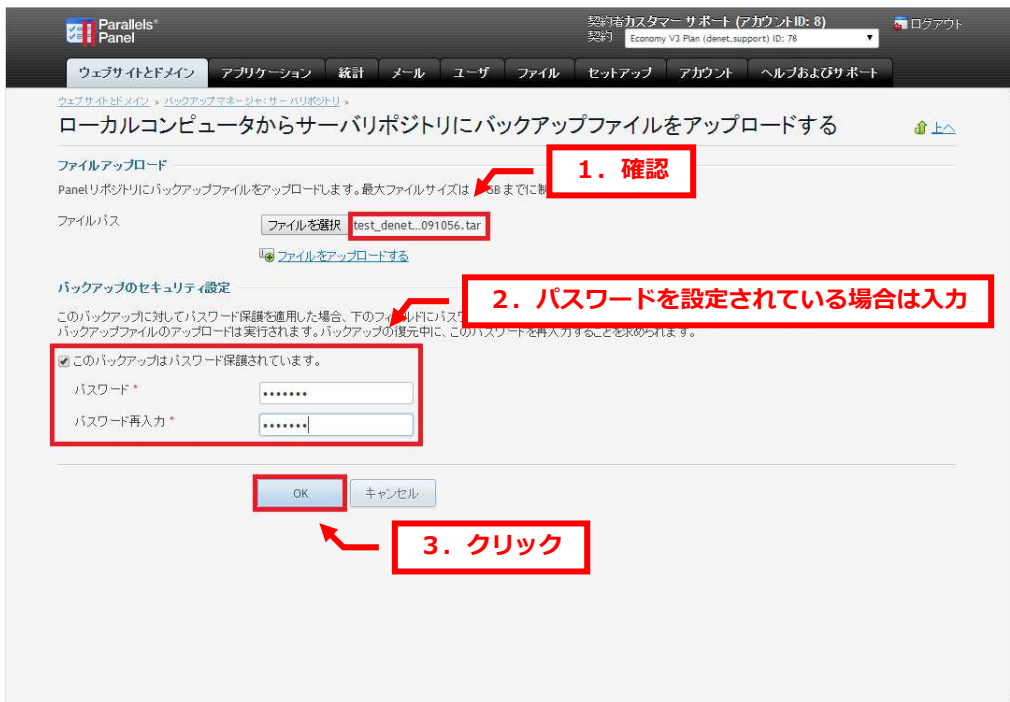 Parallels®
Panel
契約者カスタマー サポート (アカウントID: 8)
契約 Economy V3 Plan (denet.support) ID: 78
ログアウト
ウェブサイトとドメイン アプリケーション 統計 メール ユーザ ファイル セットアップ アカウント ヘルプおよびサポート
ウェブサイトとドメイン > バックアップマネージャ:サーバリポジトリ >
ローカルコンピュータからサーバリポジトリにバックアップファイルをアップロードする
上へ
ファイルアップロード
1．確認
Panelリポジトリにバックアップファイルをアップロードします。最大ファイルサイズは GB までに制
ファイルパス
ファイルを選択 test_denet...091056.tar
ファイルをアップロードする
バックアップのセキュリティ設定
2．パスワードを設定されている場合は入力
このバックアップに対してパスワード保護を適用した場合、下のフィールドにパス
バックアップファイルのアップロードは実行されます。バックアップの復元中に、このパスワードを再入力することを求められます。
このバックアップはパスワード保護されています。
パスワード *
•••••••
パスワード再入力 *
•••••••
OK キャンセル
3．クリック